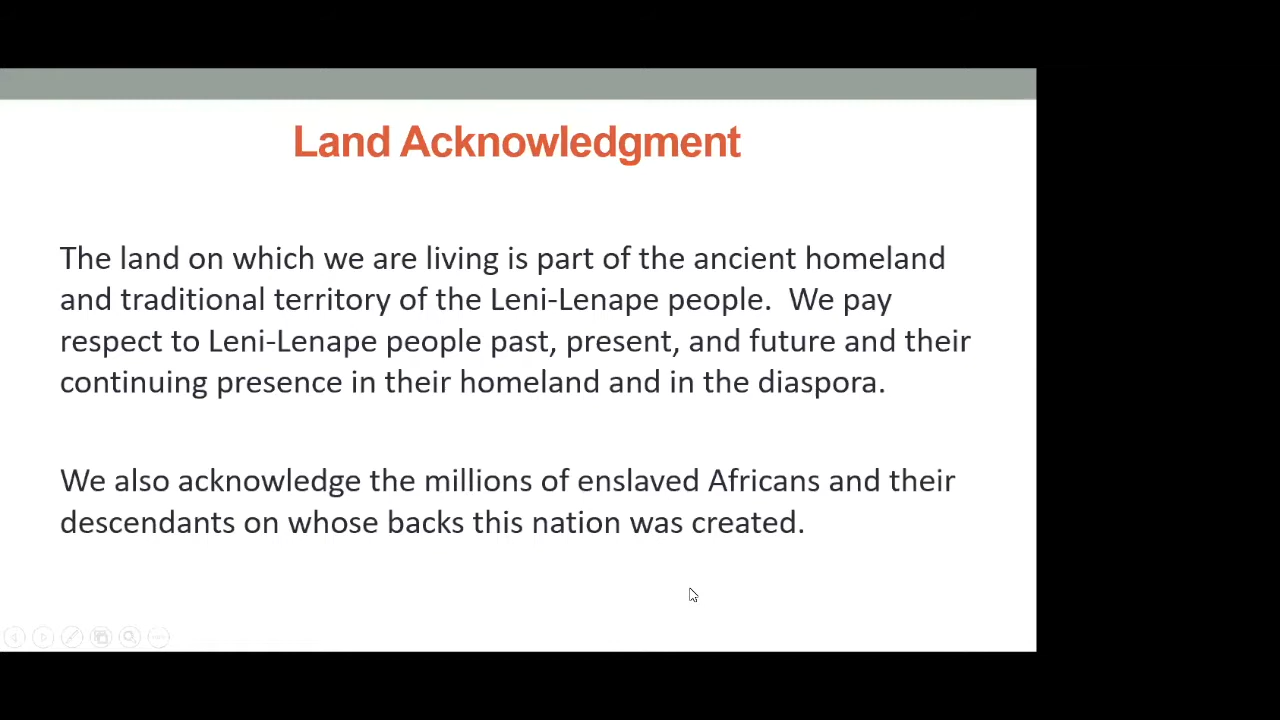 Land Acknowledgment
The land on which we are living is part of the ancient homeland
and traditional territory of the Leni-Lenape people.  We pay
respect to Leni-Lenape people past, present, and future and their
continuing presence in their homeland and in the diaspora.
We also acknowledge the millions of enslaved Africans and their
descendants on whose backs this nation was created.